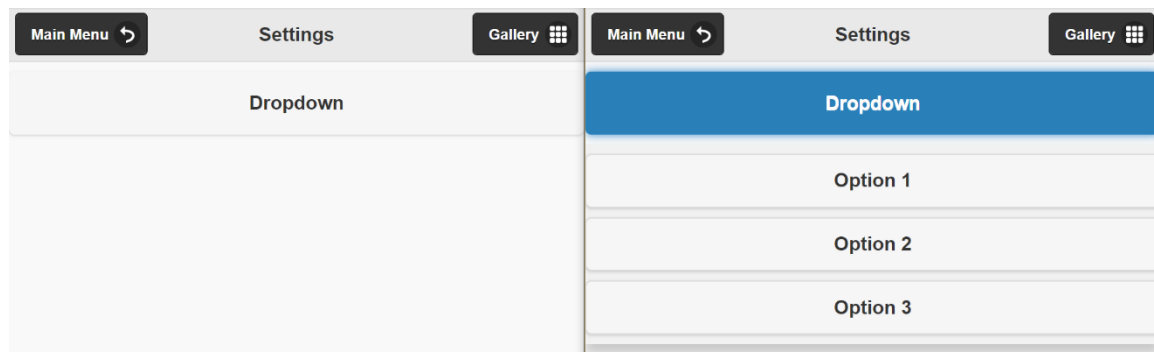 Main Menu Settings Gallery
Dropdown
Main Menu Settings Gallery
Dropdown
Option 1
Option 2
Option 3